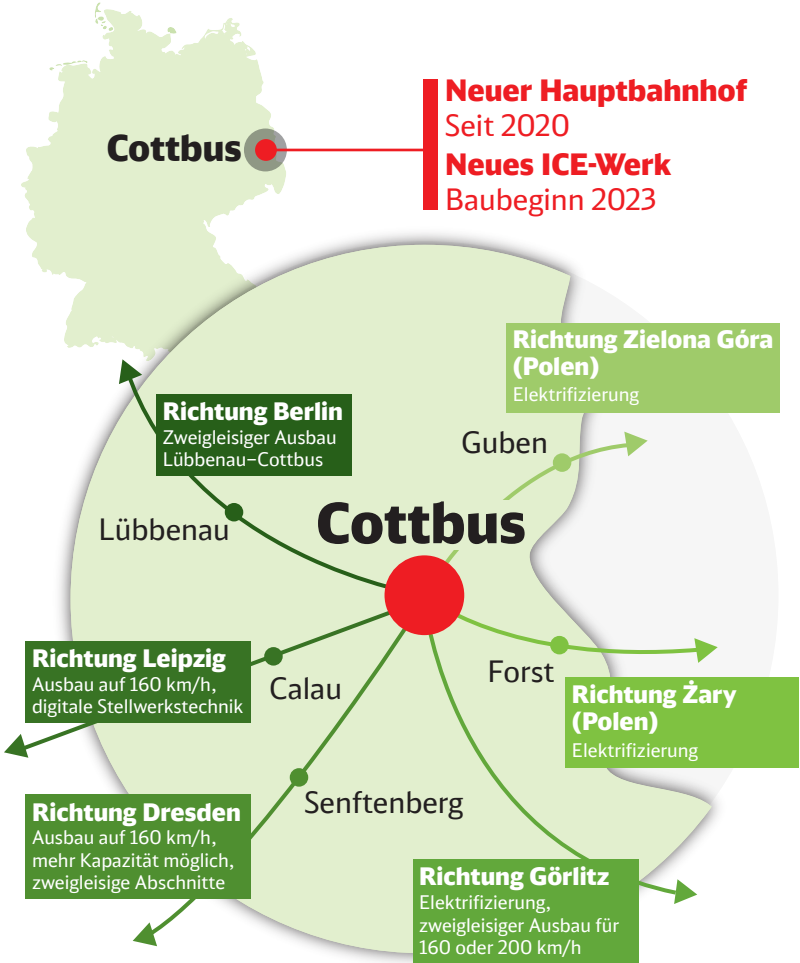 Cottbus
Neuer Hauptbahnhof
Seit 2020
Neues ICE-Werk
Baubeginn 2023
Richtung Zielona Góra
(Polen)
Elektrifizierung
Richtung Berlin
Zweigleisiger Ausbau
Lübbenau–Cottbus
Guben
Lübbenau
Cottbus
Richtung Leipzig
Ausbau auf 160 km/h,
digitale Stellwerkstechnik
Calau
Forst
Richtung Żary
(Polen)
Elektrifizierung
Senftenberg
Richtung Dresden
Ausbau auf 160 km/h,
mehr Kapazität möglich,
zweigleisige Abschnitte
Richtung Görlitz
Elektrifizierung,
zweigleisiger Ausbau für
160 oder 200 km/h